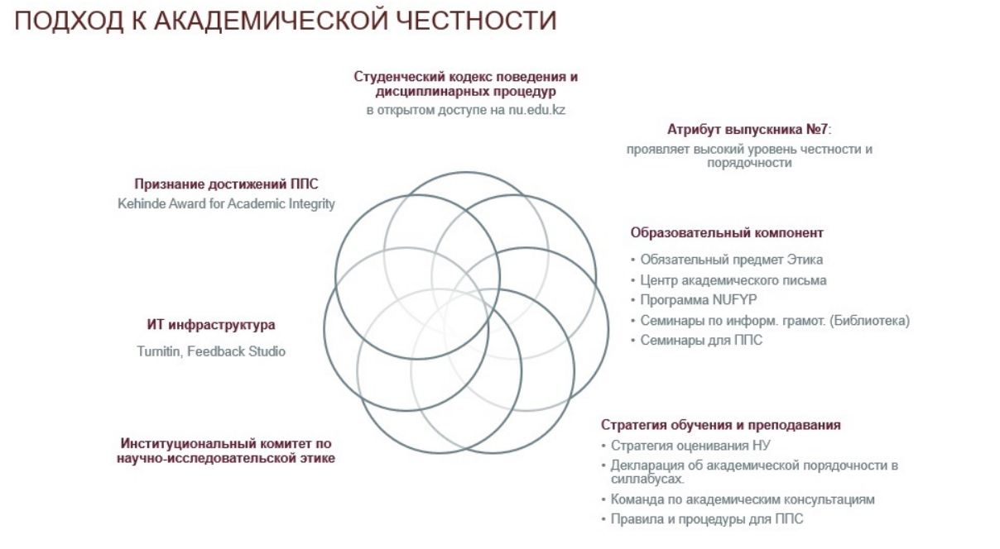 ПОДХОД К АКАДЕМИЧЕСКОЙ ЧЕСТНОСТИ
Студенческий кодекс поведения и
дисциплинарных процедур
в открытом доступе на nu.edu.kz
Атрибут выпускника №7:
проявляет высокий уровень честности и
порядочности
Признание достижений ППС
Kehinde Award for Academic Integrity
Образовательный компонент
• Обязательный предмет Этика
• Центр академического письма
• Программа NUFYP
• Семинары по информ. грамот. (Библиотека)
• Семинары для ППС
ИТ инфраструктура
Turnitin, Feedback Studio
Стратегия обучения и преподавания
• Стратегия оценивания НУ
• Декларация об академической порядочности в
силлабусах.
• Команда по академическим консультациям
• Правила и процедуры для ППС
Институциональный комитет по
научно-исследовательской этике